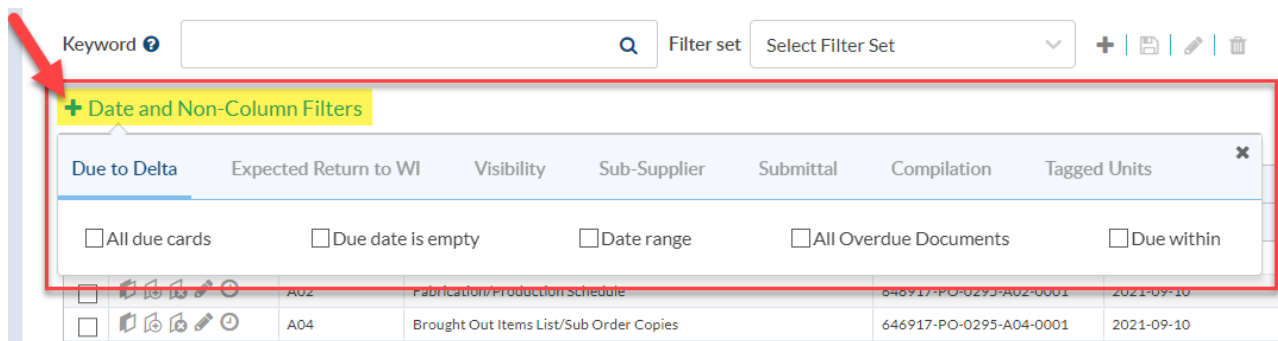 Keyword
Filter set
Select Filter Set
Date and Non-Column Filters
Due to Delta
Expected Return to WI
Visibility
Sub-Supplier
Submittal
Compilation
Tagged Units
All due cards
Due date is empty
Date range
All Overdue Documents
Due within
A02
Fabrication/Production Schedule
646917-PO-0295-A02-0001
2021-09-10
A04
Brought Out Items List/Sub Order Copies
646917-PO-0295-A04-0001
2021-09-10